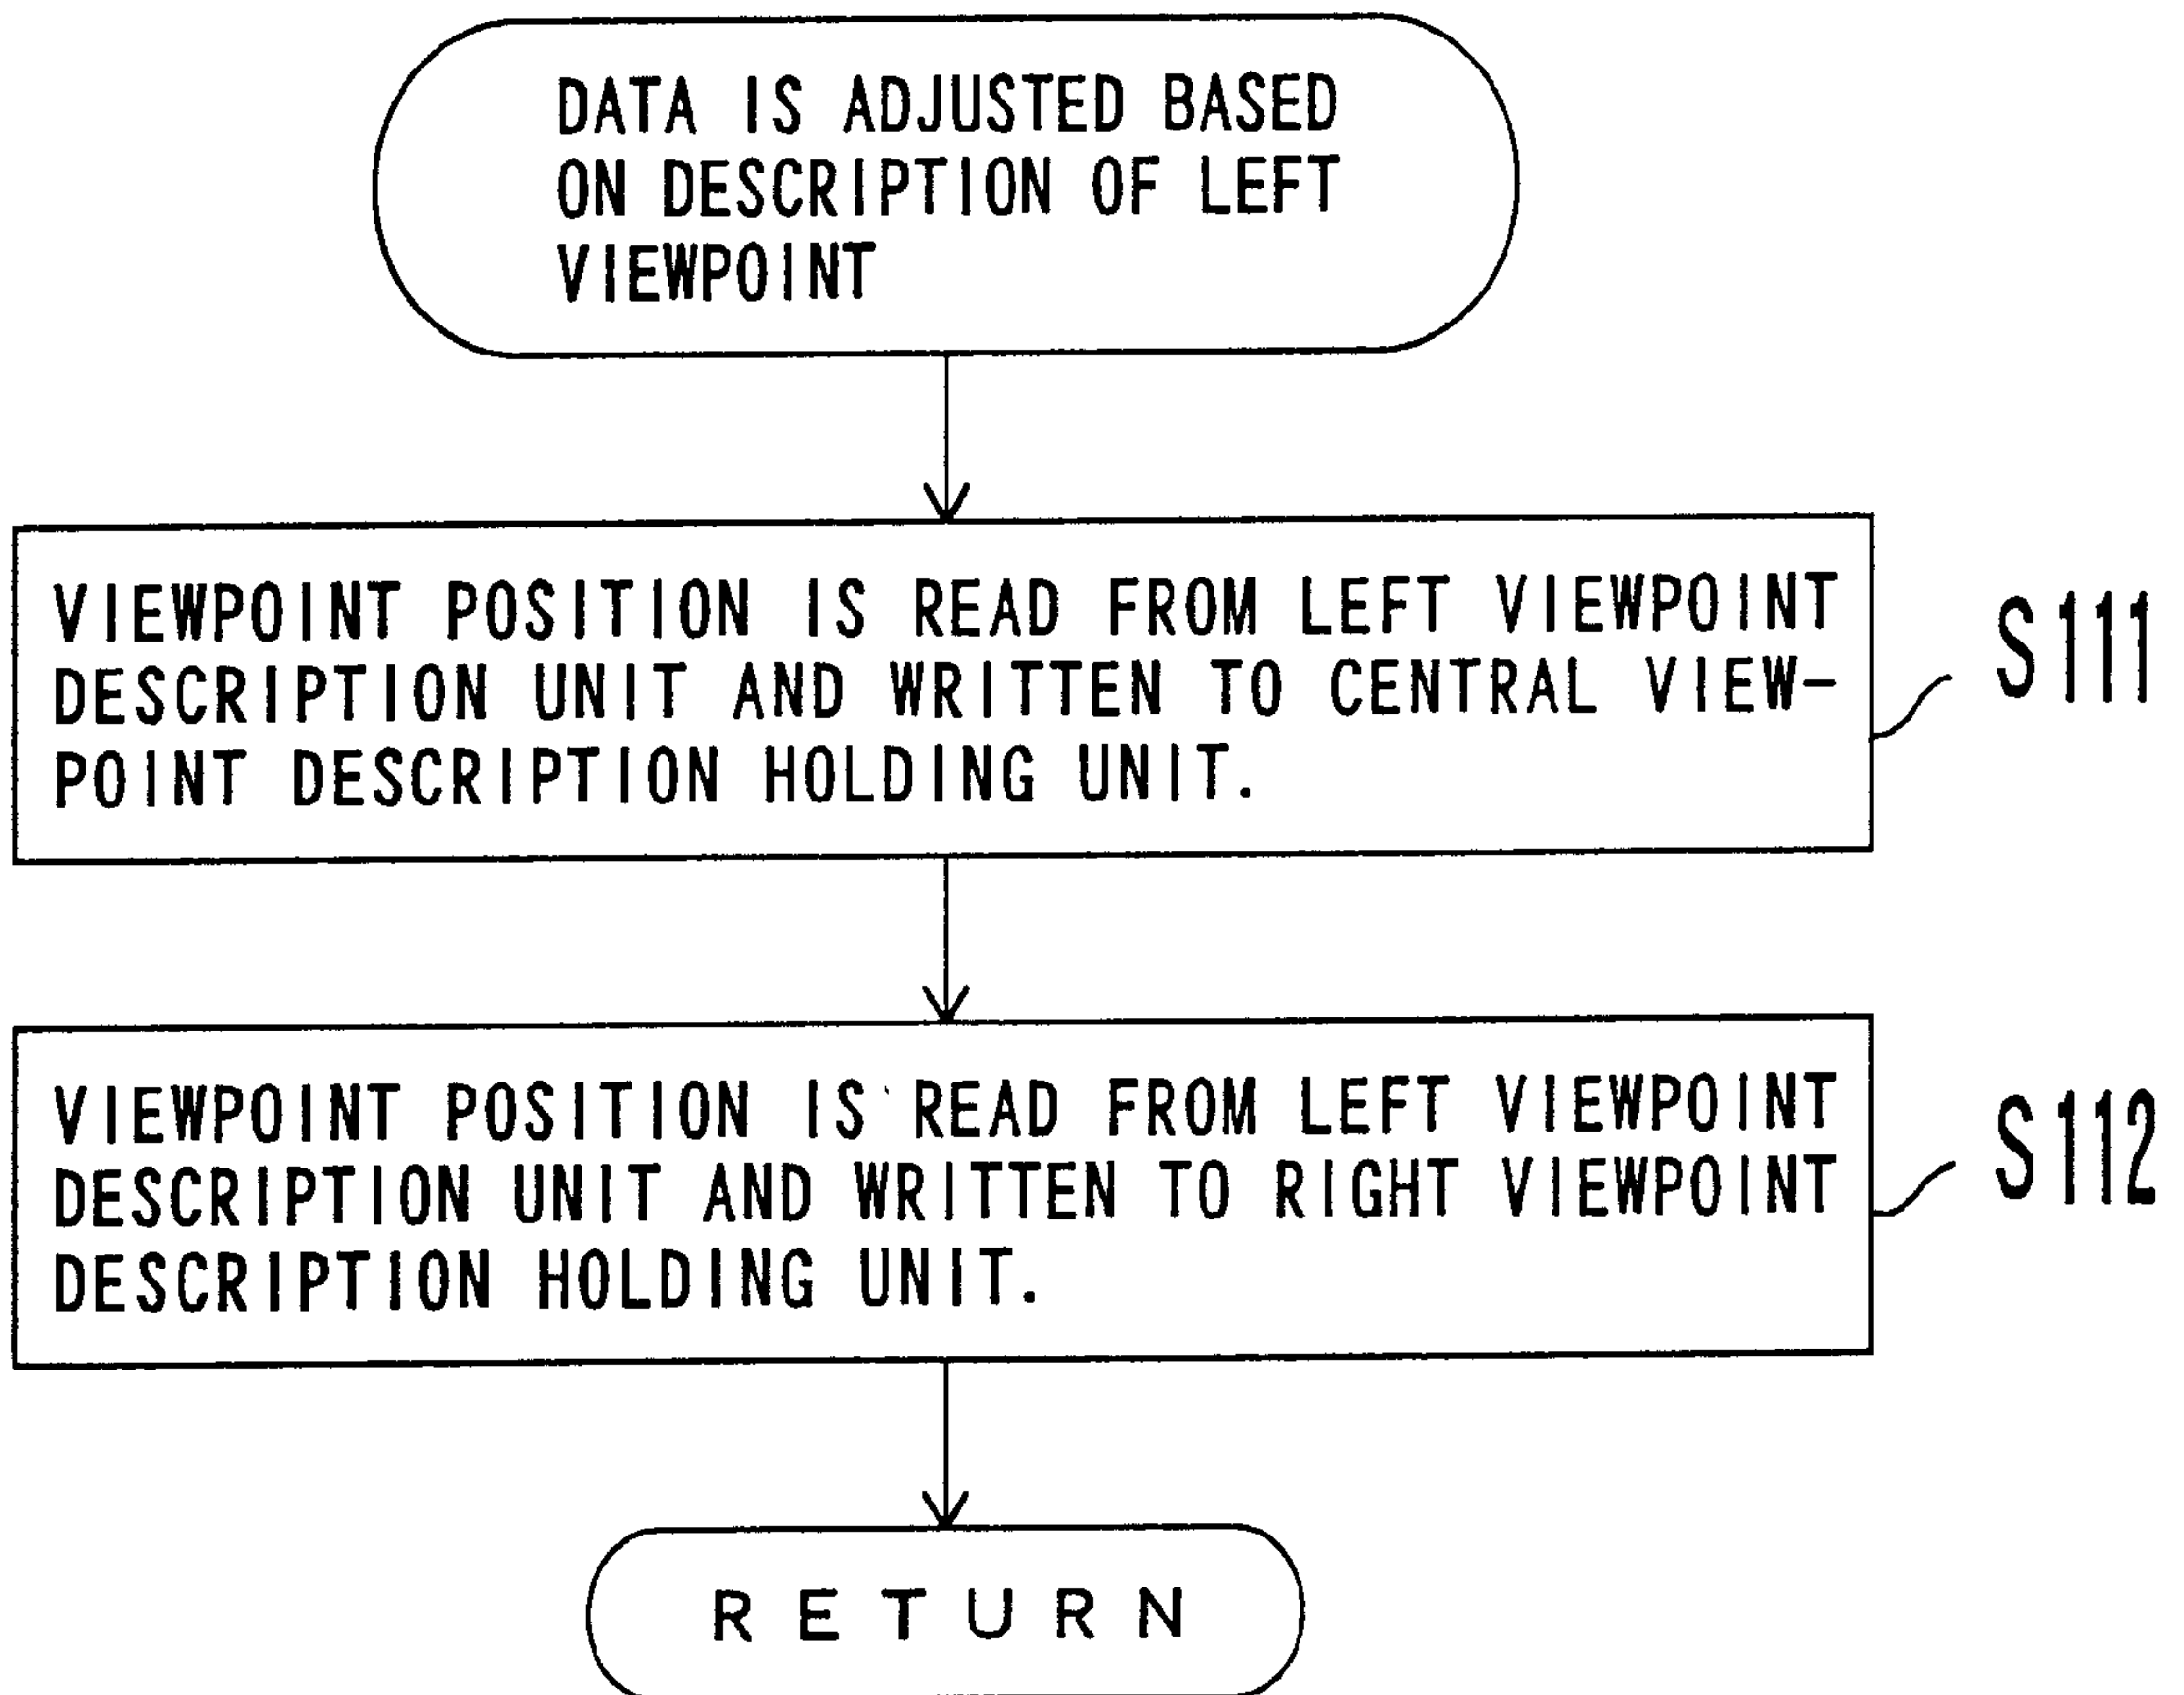 DATA IS ADJUSTED BASED
ON DESCRIPTION OF LEFT
VIEWPOINT
VIEWPOINT POSITION IS READ FROM LEFT VIEWPOINT
DESCRIPTION UNIT AND WRITTEN TO CENTRAL VIEW-
POINT DESCRIPTION HOLDING UNIT.
S111
VIEWPOINT POSITION IS READ FROM LEFT VIEWPOINT
DESCRIPTION UNIT AND WRITTEN TO RIGHT VIEWPOINT
DESCRIPTION HOLDING UNIT.
S112
RETURN